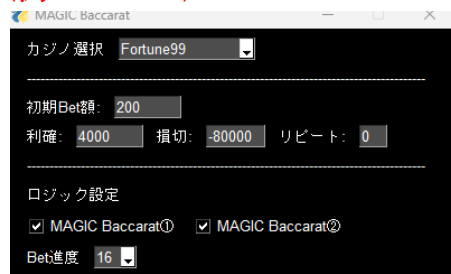 MAGIC Baccarat
カジノ選択 Fortune99
初期Bet額: 200
利確: 4000 損切: -80000 リピート: 0
ロジック設定
MAGIC Baccarat① MAGIC Baccarat②
Bet進度 16